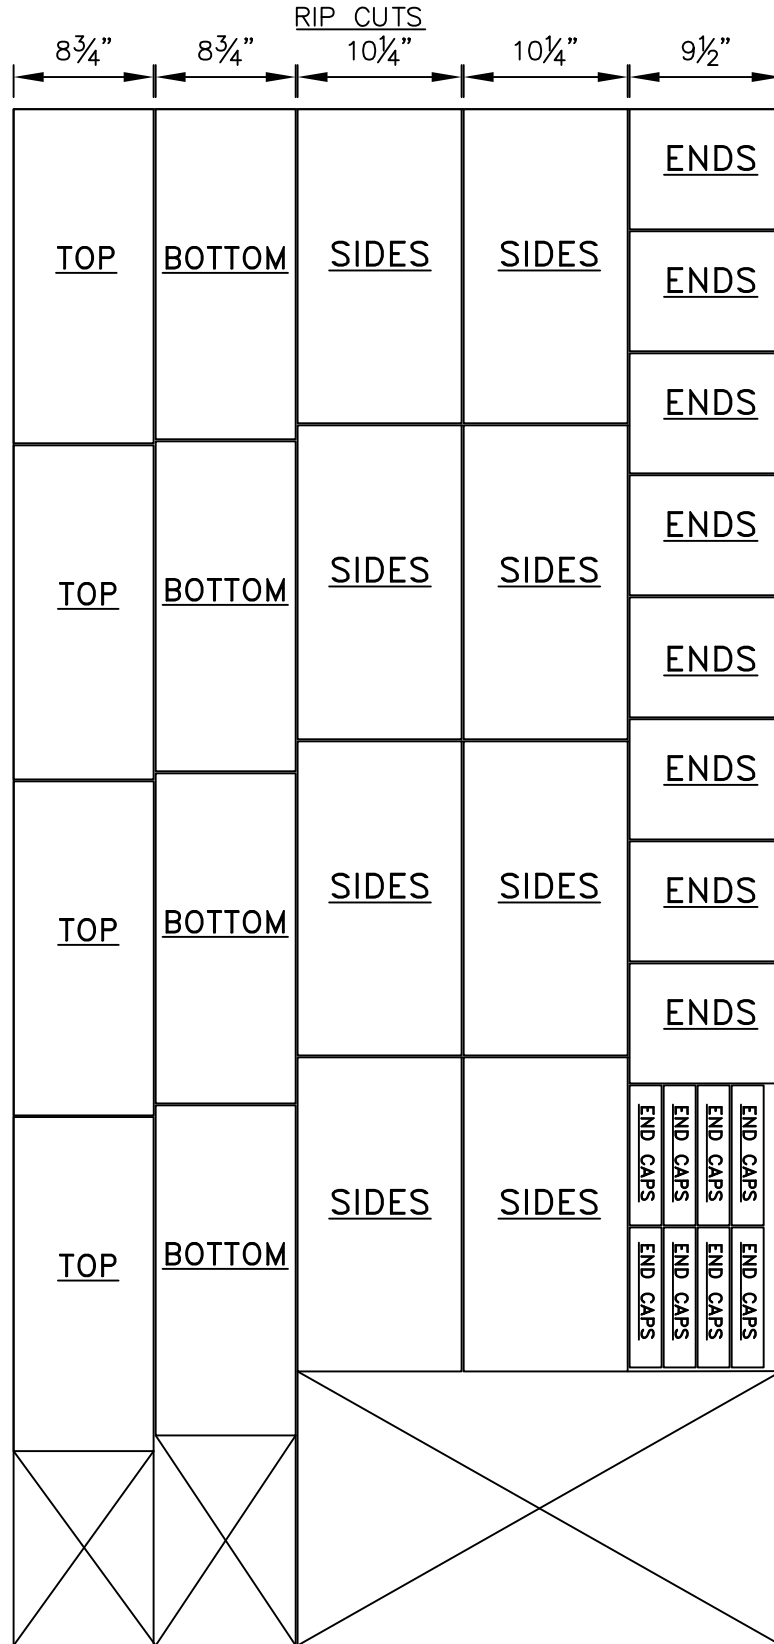 RIP CUTS
8¾" 8¾" 10¼" 10¼" 9½"
TOP BOTTOM SIDES SIDES ENDS
ENDS
ENDS
TOP BOTTOM SIDES SIDES ENDS
ENDS
ENDS
TOP BOTTOM SIDES SIDES ENDS
ENDS
END CAPS END CAPS END CAPS END CAPS
TOP BOTTOM SIDES SIDES
END CAPS END CAPS END CAPS END CAPS